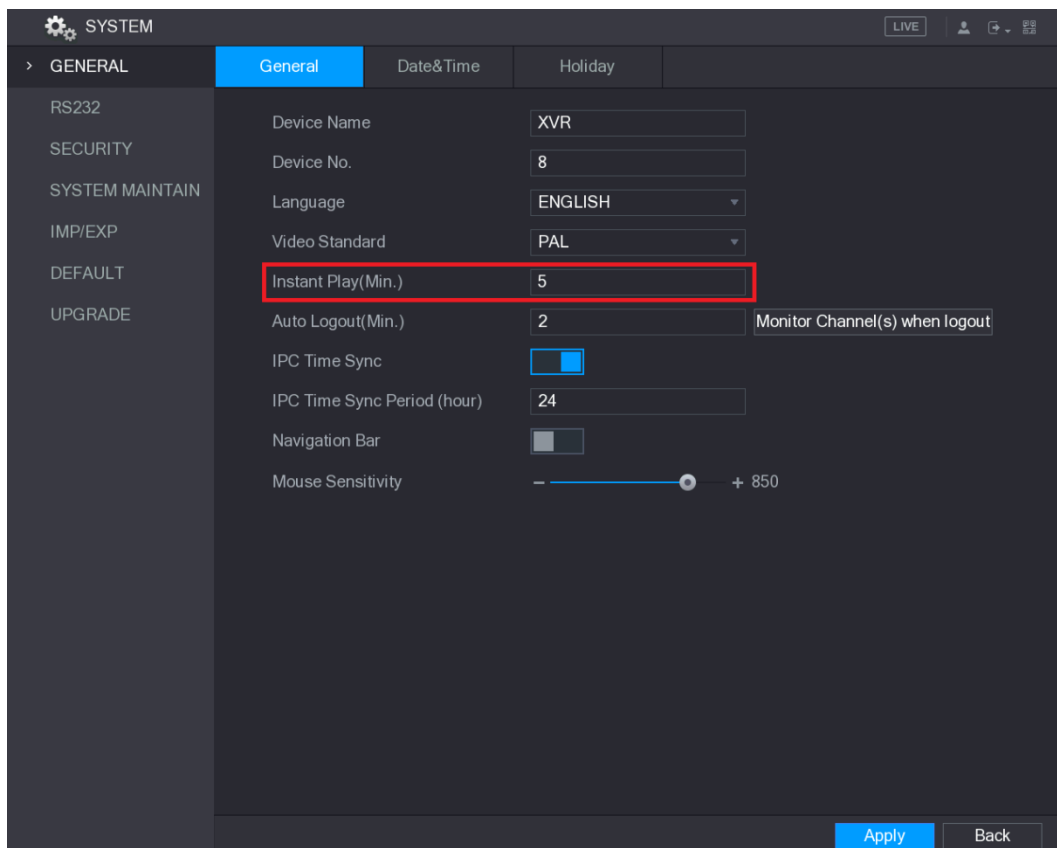 SYSTEM
LIVE
> GENERAL
General Date&Time Holiday
RS232
SECURITY
SYSTEM MAINTAIN
IMP/EXP
DEFAULT
UPGRADE
Device Name XVR
Device No. 8
Language ENGLISH
Video Standard PAL
Instant Play(Min.) 5
Auto Logout(Min.) 2 Monitor Channel(s) when logout
IPC Time Sync
IPC Time Sync Period (hour) 24
Navigation Bar
Mouse Sensitivity − + 850
Apply Back